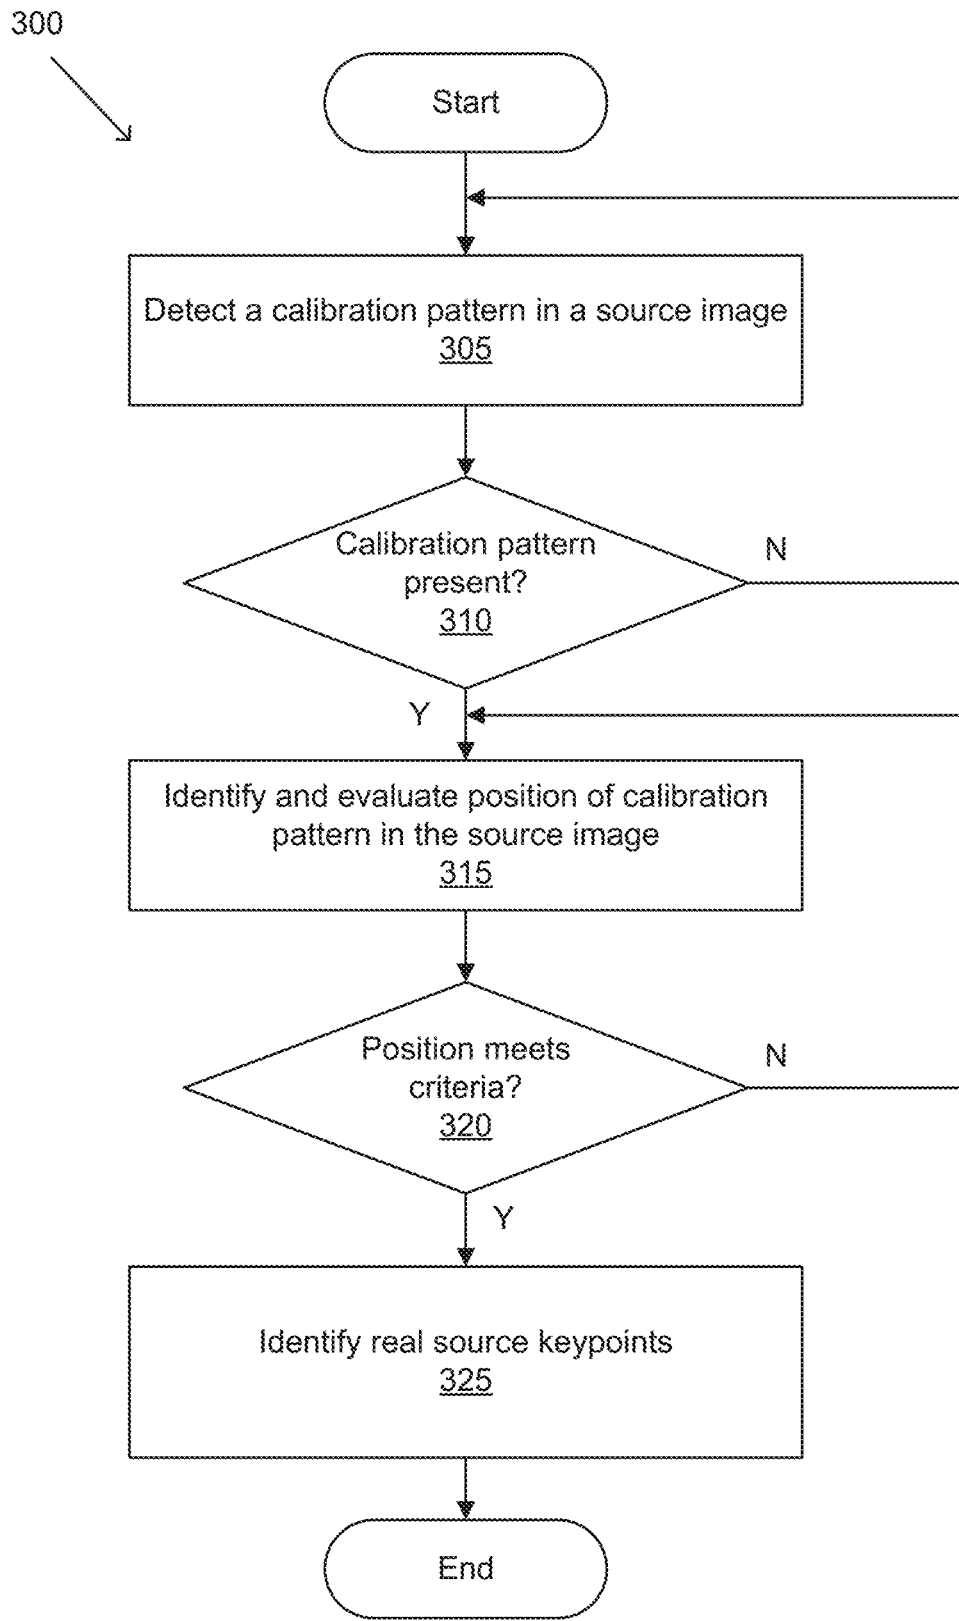 300
Start
Detect a calibration pattern in a source image
305
Calibration pattern
present?
310
N
Y
Identify and evaluate position of calibration
pattern in the source image
315
Position meets
criteria?
320
N
Y
Identify real source keypoints
325
End